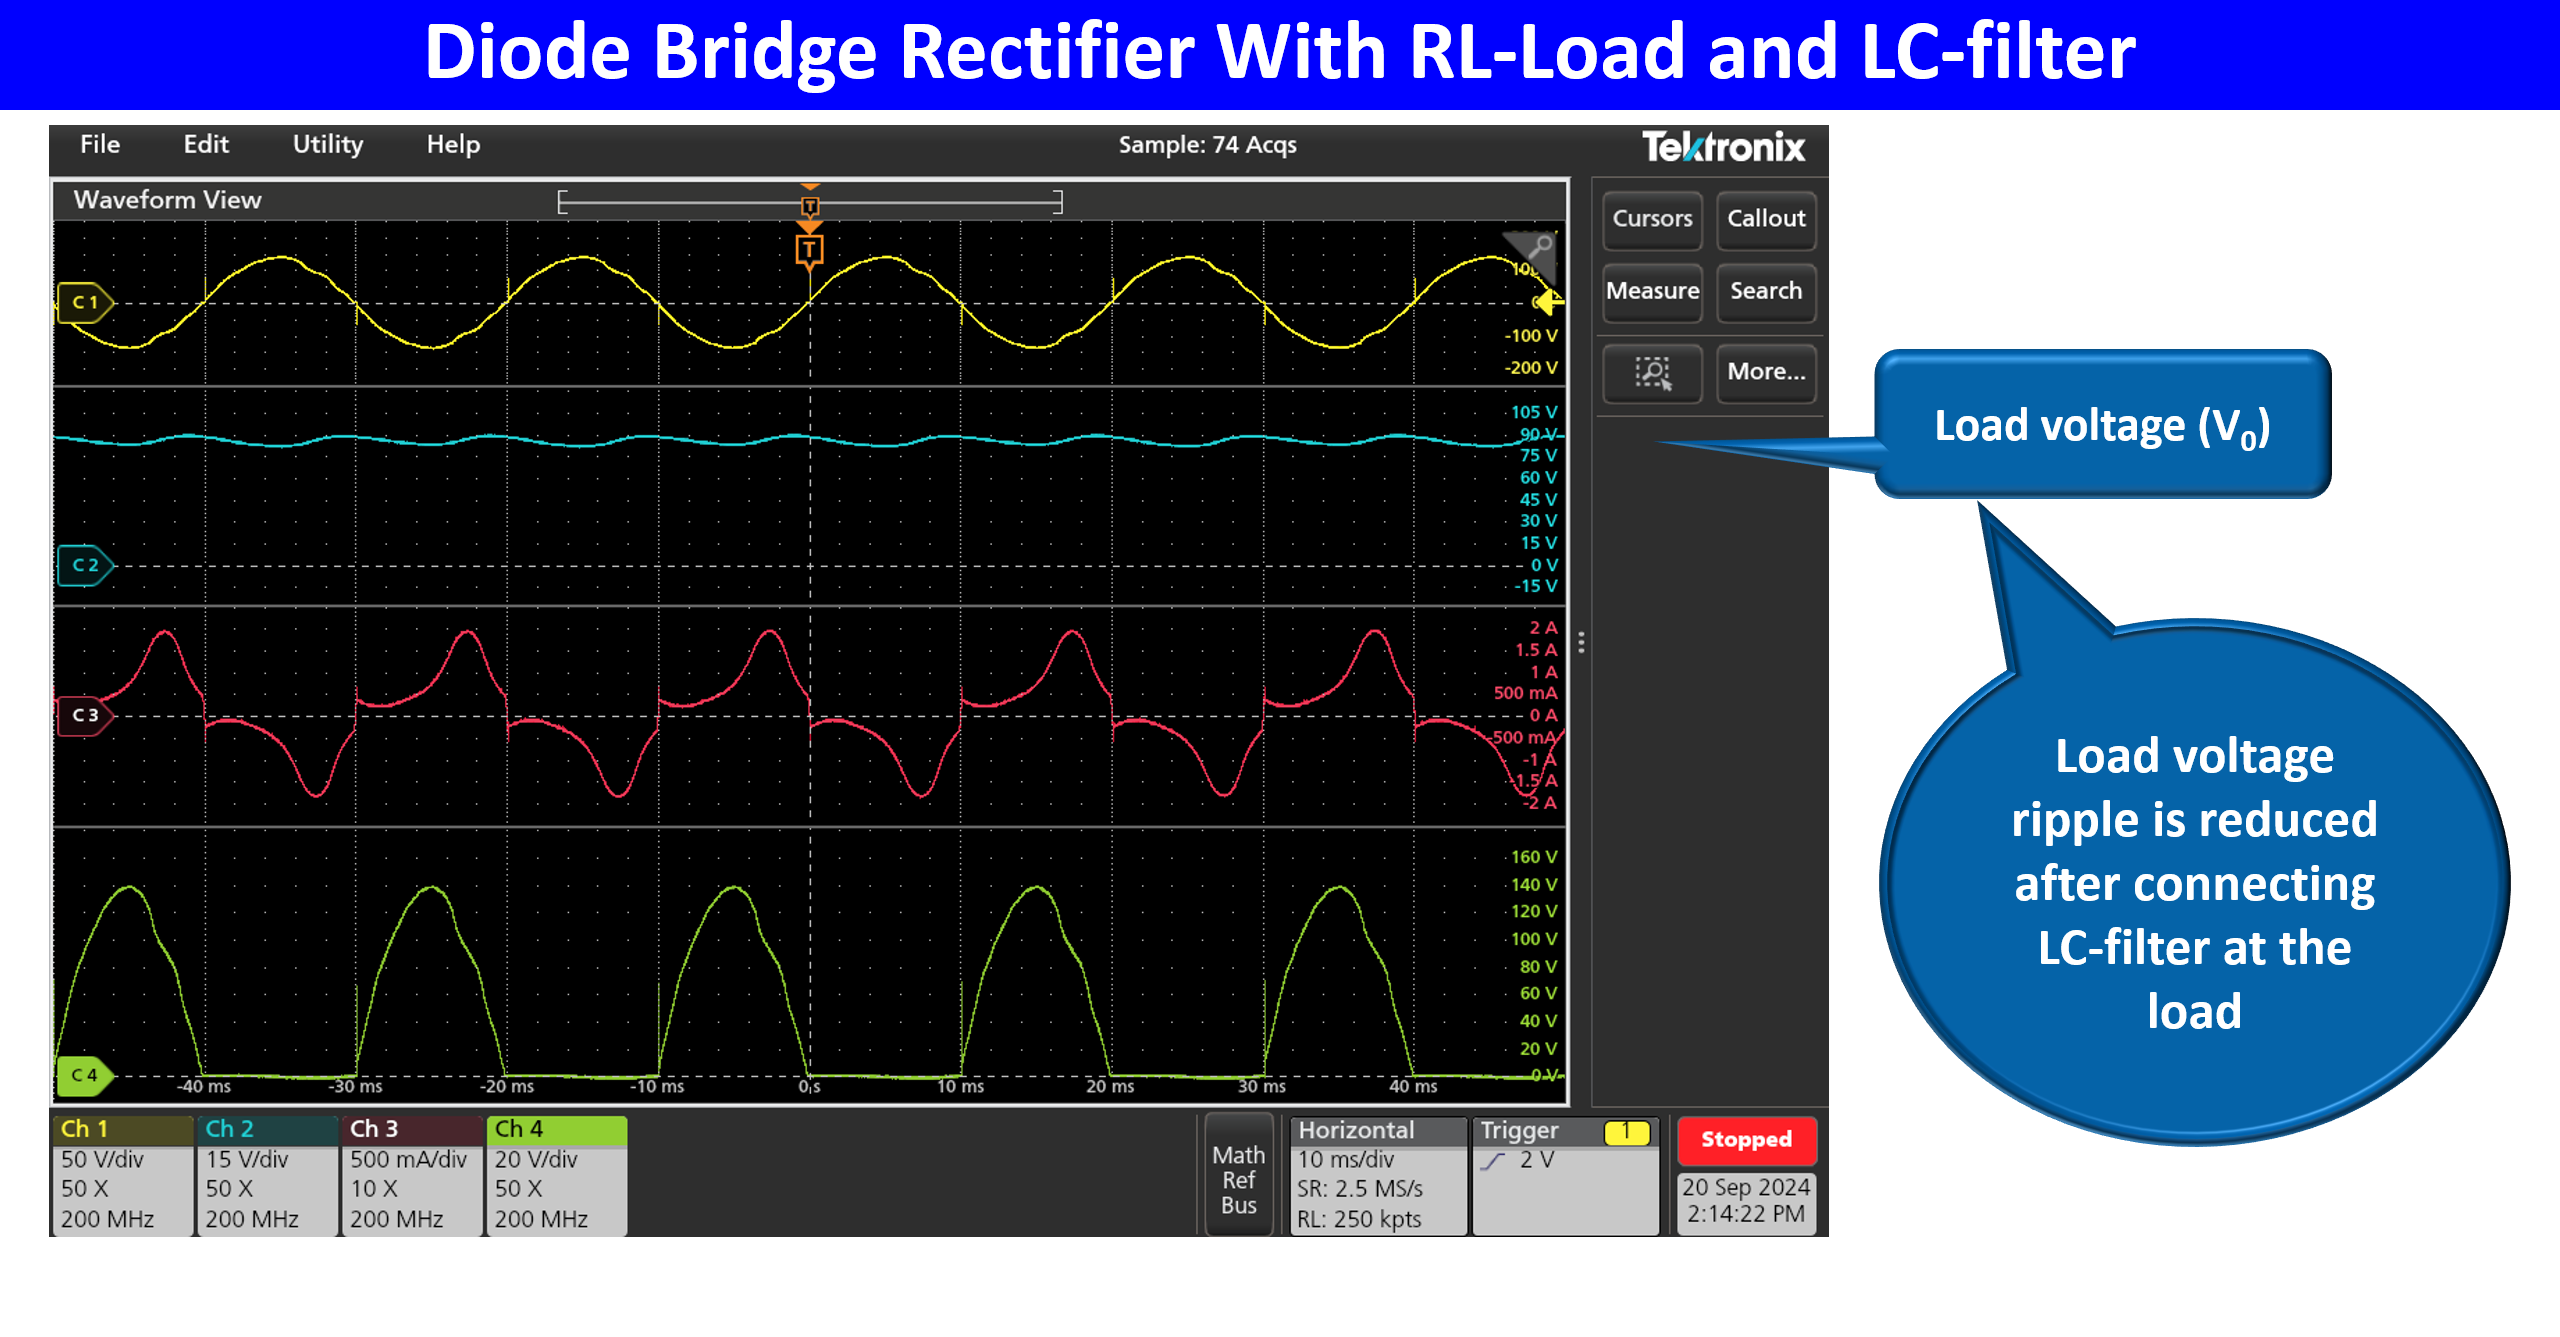 Diode Bridge Rectifier With RL-Load and LC-filter
File Edit Utility Help Sample: 74 Acqs Tektronix
Waveform View
Cursors Callout
Measure Search
More...
T
T
C 1
0
-100 V
-200 V
105 V
90 V
75 V
60 V
45 V
30 V
15 V
C 2
0 V
-15 V
2 A
1.5 A
1 A
500 mA
C 3
0 A
-500 mA
-1 A
-1.5 A
-2 A
160 V
140 V
120 V
100 V
80 V
60 V
40 V
20 V
C 4
0 V
-40 ms -30 ms -20 ms -10 ms 0 s 10 ms 20 ms 30 ms 40 ms
Ch 1
50 V/div
50 X
200 MHz
Ch 2
15 V/div
50 X
200 MHz
Ch 3
500 mA/div
10 X
200 MHz
Ch 4
20 V/div
50 X
200 MHz
Math
Ref
Bus
Horizontal
10 ms/div
SR: 2.5 MS/s
RL: 250 kpts
Trigger 1
2 V
Stopped
20 Sep 2024
2:14:22 PM
Load voltage (V₀)
Load voltage
ripple is reduced
after connecting
LC-filter at the
load